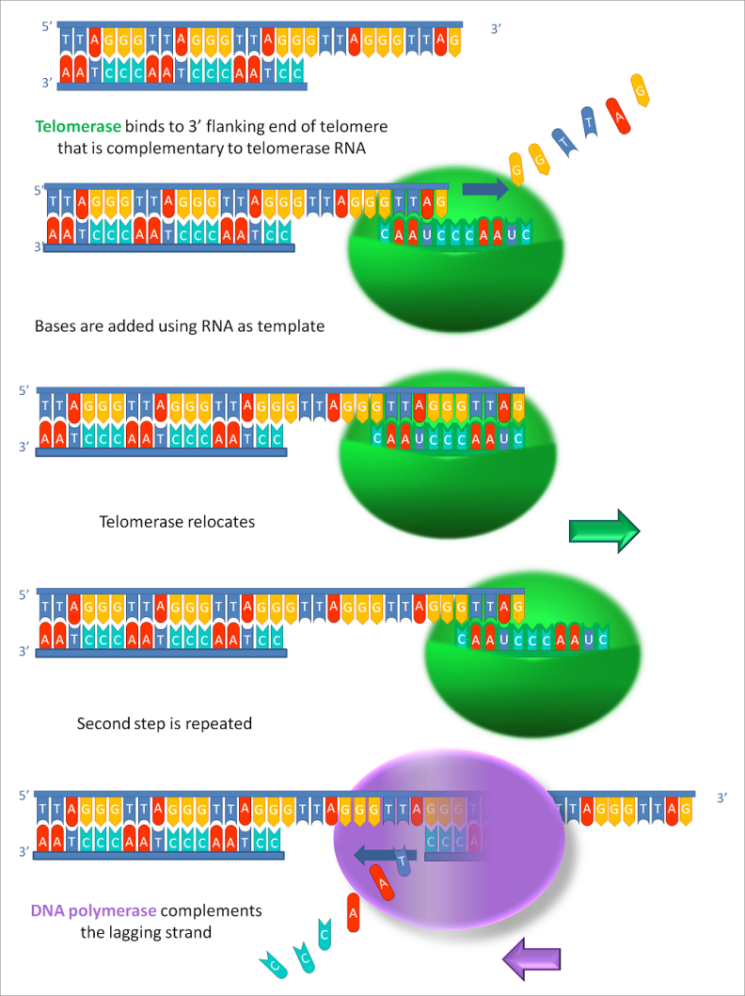 5’ TTAGGGTTAGGGTTAGGGTTAGGGTTAG 3’
3’ AATCCCAATCCCAATCC
Telomerase binds to 3’ flanking end of telomere
that is complementary to telomerase RNA
G G T T A G
5’ TTAGGGTTAGGGTTAGGGTTAGGGTTAG
3’ AATCCCAATCCCAATCC CAAUCCCAAUC
Bases are added using RNA as template
5’ TTAGGGTTAGGGTTAGGGTTAGGGTTAGGGTTAG
3’ AATCCCAATCCCAATCC CAAUCCCAAUC
Telomerase relocates
5’ TTAGGGTTAGGGTTAGGGTTAGGGTTAGGGTTAG
3’ AATCCCAATCCCAATCC CAAUCCCAAUC
Second step is repeated
5’ TTAGGGTTAGGGTTAGGGTTAGGGTTAGGGT TTAGGGTTAG 3’
3’ AATCCCAATCCCAATCC CCCA
T A A C C C
DNA polymerase complements
the lagging strand